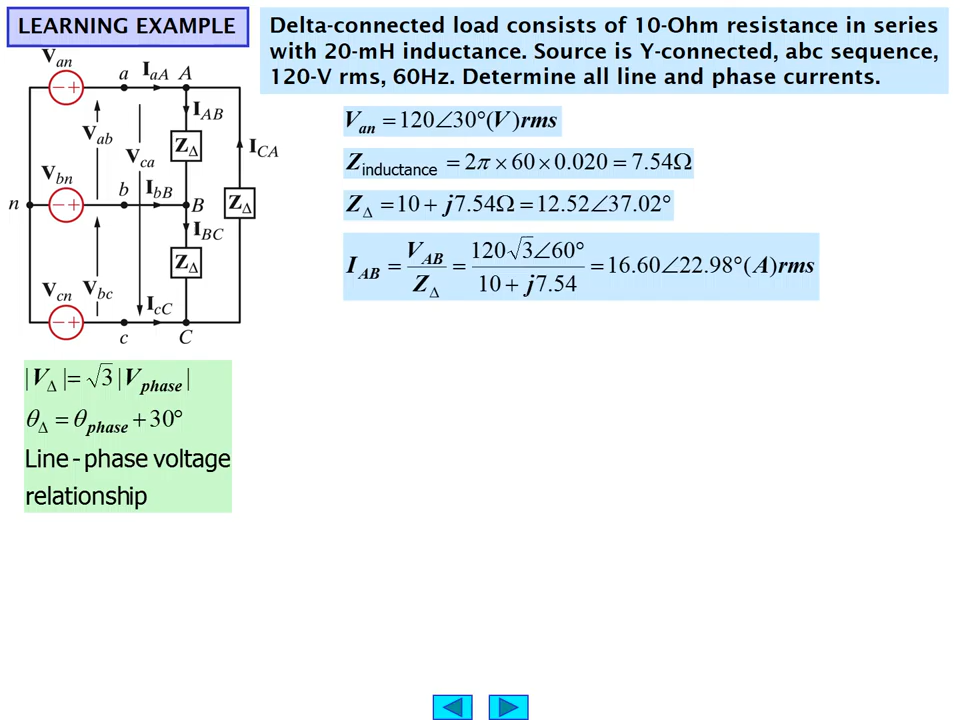 LEARNING EXAMPLE
Delta-connected load consists of 10-Ohm resistance in series
with 20-mH inductance. Source is Y-connected, abc sequence,
120-V rms, 60Hz. Determine all line and phase currents.
V_an
− +
a
I_aA
A
I_AB
V_ab
Z_Δ
V_ca
I_CA
V_bn
n
− +
b
I_bB
B
Z_Δ
I_BC
Z_Δ
V_cn
V_bc
I_cC
− +
c
C
V_an = 120∠30°(V)rms
Z_inductance = 2π × 60 × 0.020 = 7.54Ω
Z_Δ = 10 + j7.54Ω = 12.52∠37.02°
I_AB = V_AB / Z_Δ = 120√3∠60° / 10 + j7.54 = 16.60∠22.98°(A)rms
|V_Δ| = √3 |V_phase|
θ_Δ = θ_phase + 30°
Line - phase voltage
relationship